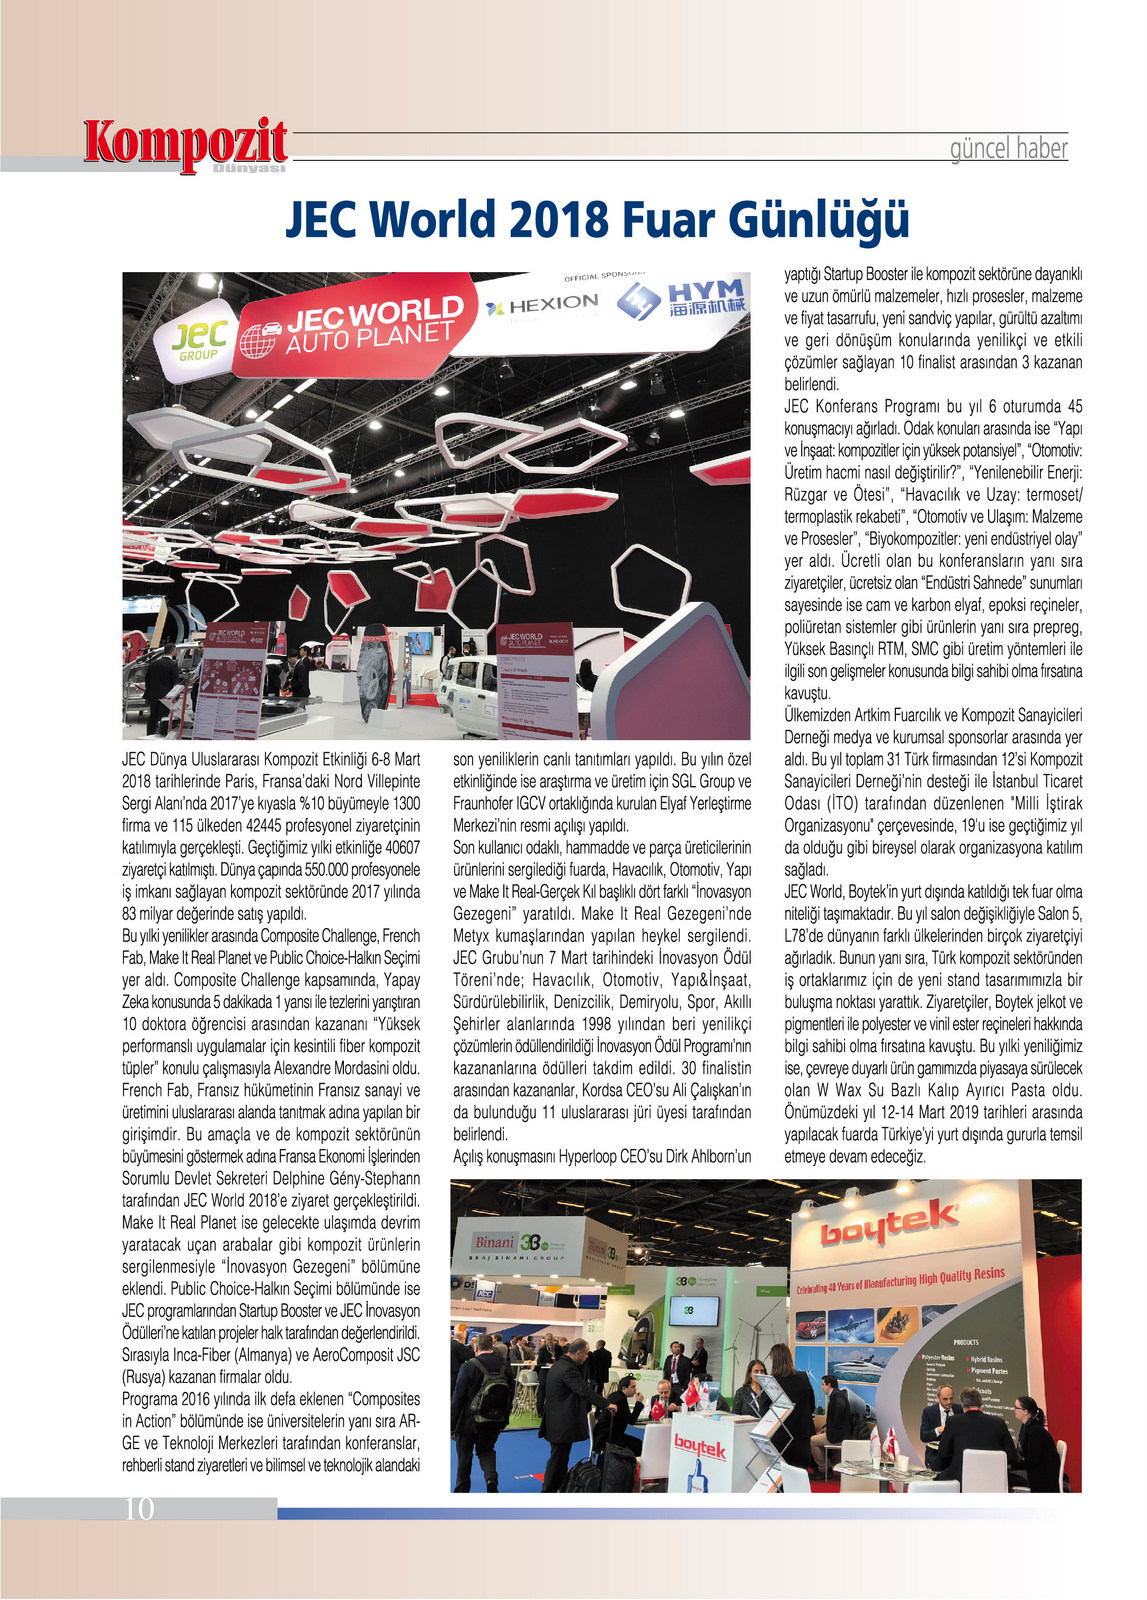 Kompozit
Dünyası
güncel haber
JEC World 2018 Fuar Günlüğü
OFFICIAL SPONSORS
JEC
GROUP
JEC WORLD
AUTO PLANET
HEXION
HYM
海源机械
JEC WORLD
AUTO PLANET
JEC WORLD
AUTO PLANET
JEC Dünya Uluslararası Kompozit Etkinliği 6-8 Mart
2018 tarihlerinde Paris, Fransa’daki Nord Villepinte
Sergi Alanı’nda 2017’ye kıyasla %10 büyümeyle 1300
firma ve 115 ülkeden 42445 profesyonel ziyaretçinin
katılımıyla gerçekleşti. Geçtiğimiz yılki etkinliğe 40607
ziyaretçi katılmıştı. Dünya çapında 550.000 profesyonele
iş imkanı sağlayan kompozit sektöründe 2017 yılında
83 milyar değerinde satış yapıldı.
Bu yılki yenilikler arasında Composite Challenge, French
Fab, Make It Real Planet ve Public Choice-Halkın Seçimi
yer aldı. Composite Challenge kapsamında, Yapay
Zeka konusunda 5 dakikada 1 yansı ile tezlerini yarıştıran
10 doktora öğrencisi arasından kazananı “Yüksek
performanslı uygulamalar için kesintili fiber kompozit
tüpler” konulu çalışmasıyla Alexandre Mordasini oldu.
French Fab, Fransız hükümetinin Fransız sanayi ve
üretimini uluslararası alanda tanıtmak adına yapılan bir
girişimdir. Bu amaçla ve de kompozit sektörünün
büyümesini göstermek adına Fransa Ekonomi İşlerinden
Sorumlu Devlet Sekreteri Delphine Gény-Stephann
tarafından JEC World 2018’e ziyaret gerçekleştirildi.
Make It Real Planet ise gelecekte ulaşımda devrim
yaratacak uçan arabalar gibi kompozit ürünlerin
sergilenmesiyle “İnovasyon Gezegeni” bölümüne
eklendi. Public Choice-Halkın Seçimi bölümünde ise
JEC programlarından Startup Booster ve JEC İnovasyon
Ödülleri’ne katılan projeler halk tarafından değerlendirildi.
Sırasıyla Inca-Fiber (Almanya) ve AeroComposit JSC
(Rusya) kazanan firmalar oldu.
Programa 2016 yılında ilk defa eklenen “Composites
in Action” bölümünde ise üniversitelerin yanı sıra AR-
GE ve Teknoloji Merkezleri tarafından konferanslar,
rehberli stand ziyaretleri ve bilimsel ve teknolojik alandaki
son yeniliklerin canlı tanıtımları yapıldı. Bu yılın özel
etkinliğinde ise araştırma ve üretim için SGL Group ve
Fraunhofer IGCV ortaklığında kurulan Elyaf Yerleştirme
Merkezi’nin resmi açılışı yapıldı.
Son kullanıcı odaklı, hammadde ve parça üreticilerinin
ürünlerini sergilediği fuarda, Havacılık, Otomotiv, Yapı
ve Make It Real-Gerçek Kıl başlıklı dört farklı “İnovasyon
Gezegeni” yaratıldı. Make It Real Gezegeni’nde
Metyx kumaşlarından yapılan heykel sergilendi.
JEC Grubu’nun 7 Mart tarihindeki İnovasyon Ödül
Töreni’nde; Havacılık, Otomotiv, Yapı&İnşaat,
Sürdürülebilirlik, Denizcilik, Demiryolu, Spor, Akıllı
Şehirler alanlarında 1998 yılından beri yenilikçi
çözümlerin ödüllendirildiği İnovasyon Ödül Programı’nın
kazananlarına ödülleri takdim edildi. 30 finalistin
arasından kazananlar, Kordsa CEO’su Ali Çalışkan’ın
da bulunduğu 11 uluslararası jüri üyesi tarafından
belirlendi.
Açılış konuşmasını Hyperloop CEO’su Dirk Ahlborn’un
yaptığı Startup Booster ile kompozit sektörüne dayanıklı
ve uzun ömürlü malzemeler, hızlı prosesler, malzeme
ve fiyat tasarrufu, yeni sandviç yapılar, gürültü azaltımı
ve geri dönüşüm konularında yenilikçi ve etkili
çözümler sağlayan 10 finalist arasından 3 kazanan
belirlendi.
JEC Konferans Programı bu yıl 6 oturumda 45
konuşmacıyı ağırladı. Odak konuları arasında ise “Yapı
ve İnşaat: kompozitler için yüksek potansiyel”, “Otomotiv:
Üretim hacmi nasıl değiştirilir?”, “Yenilenebilir Enerji:
Rüzgar ve Ötesi”, “Havacılık ve Uzay: termoset/
termoplastik rekabeti”, “Otomotiv ve Ulaşım: Malzeme
ve Prosesler”, “Biyokompozitler: yeni endüstriyel olay”
yer aldı. Ücretli olan bu konferansların yanı sıra
ziyaretçiler, ücretsiz olan “Endüstri Sahnede” sunumları
sayesinde ise cam ve karbon elyaf, epoksi reçineler,
poliüretan sistemler gibi ürünlerin yanı sıra prepreg,
Yüksek Basınçlı RTM, SMC gibi üretim yöntemleri ile
ilgili son gelişmeler konusunda bilgi sahibi olma fırsatına
kavuştu.
Ülkemizden Artkim Fuarcılık ve Kompozit Sanayicileri
Derneği medya ve kurumsal sponsorlar arasında yer
aldı. Bu yıl toplam 31 Türk firmasından 12’si Kompozit
Sanayicileri Derneği’nin desteği ile İstanbul Ticaret
Odası (İTO) tarafından düzenlenen "Milli İştirak
Organizasyonu" çerçevesinde, 19’u ise geçtiğimiz yıl
da olduğu gibi bireysel olarak organizasyona katılım
sağladı.
JEC World, Boytek’in yurt dışında katıldığı tek fuar olma
niteliği taşımaktadır. Bu yıl salon değişikliğiyle Salon 5,
L78’de dünyanın farklı ülkelerinden birçok ziyaretçiyi
ağırladık. Bunun yanı sıra, Türk kompozit sektöründen
iş ortaklarımız için de yeni stand tasarımımızla bir
buluşma noktası yarattık. Ziyaretçiler, Boytek jelkot ve
pigmentleri ile polyester ve vinil ester reçineleri hakkında
bilgi sahibi olma fırsatına kavuştu. Bu yılki yeniliğimiz
ise, çevreye duyarlı ürün gamımızda piyasaya sürülecek
olan W Wax Su Bazlı Kalıp Ayırıcı Pasta oldu.
Önümüzdeki yıl 12-14 Mart 2019 tarihleri arasında
yapılacak fuarda Türkiye’yi yurt dışında gururla temsil
etmeye devam edeceğiz.
Binani 3B
BRAJ BINANI GROUP
3B
3B
boytek
Celebrating 40 Years of Manufacturing High Quality Resins
PRODUCTS
Polyester Resins
Hybrid Resins
Pigment Pastes
boytek
10